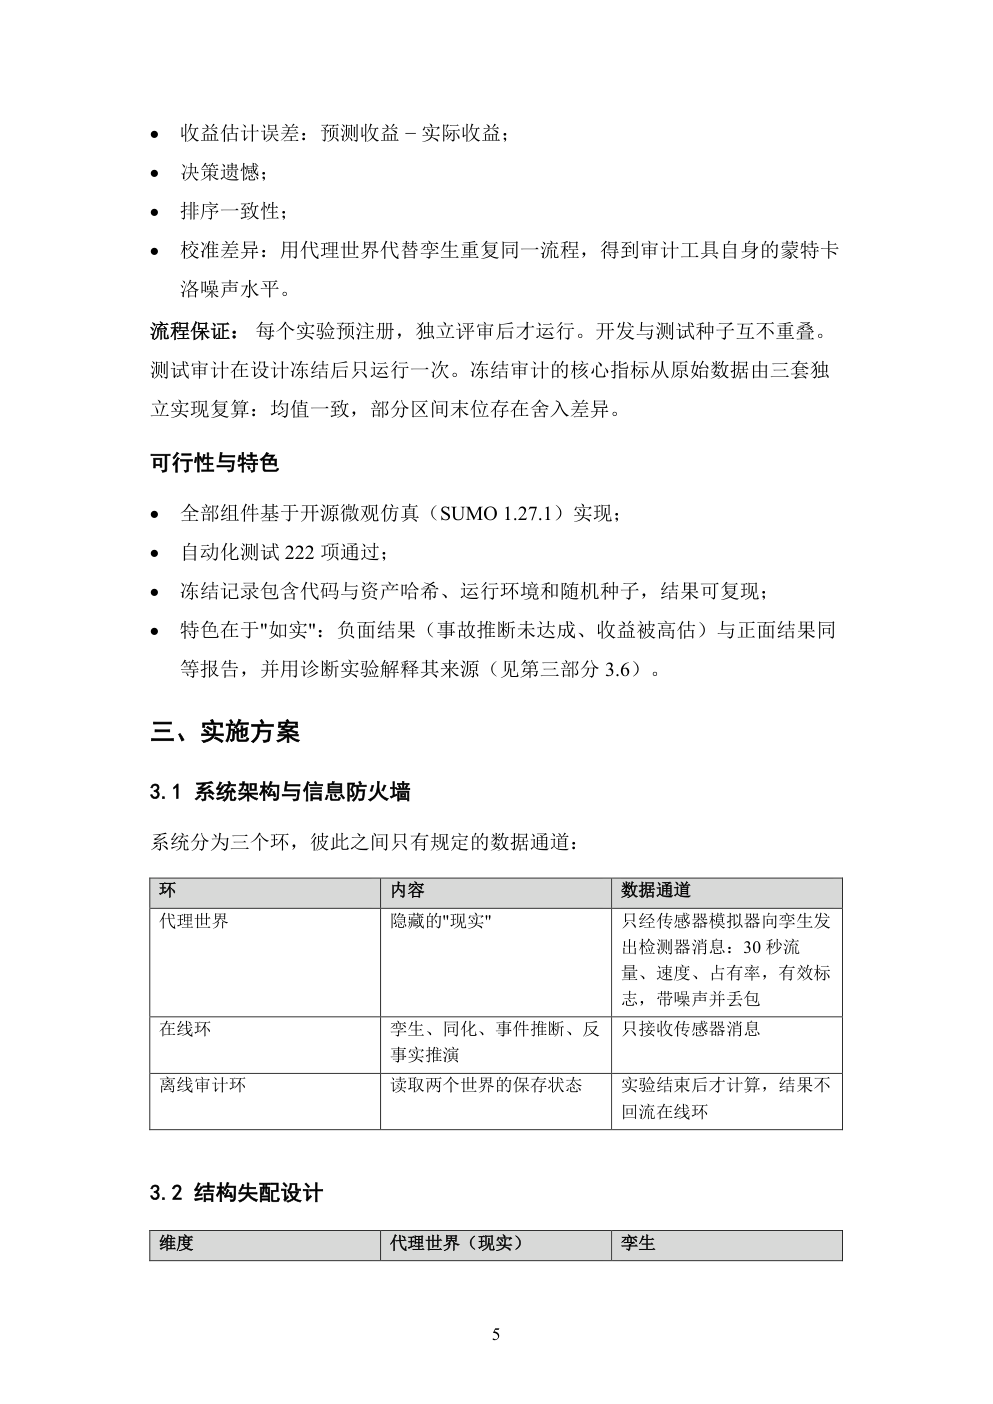 • 收益估计误差：预测收益 – 实际收益；
• 决策遗憾；
• 排序一致性；
• 校准差异：用代理世界代替孪生重复同一流程，得到审计工具自身的蒙特卡
洛噪声水平。
流程保证： 每个实验预注册，独立评审后才运行。开发与测试种子互不重叠。
测试审计在设计冻结后只运行一次。冻结审计的核心指标从原始数据由三套独
立实现复算：均值一致，部分区间末位存在舍入差异。
可行性与特色
• 全部组件基于开源微观仿真（SUMO 1.27.1）实现；
• 自动化测试 222 项通过；
• 冻结记录包含代码与资产哈希、运行环境和随机种子，结果可复现；
• 特色在于"如实"：负面结果（事故推断未达成、收益被高估）与正面结果同
等报告，并用诊断实验解释其来源（见第三部分 3.6）。
三、实施方案
3.1 系统架构与信息防火墙
系统分为三个环，彼此之间只有规定的数据通道：
环 内容 数据通道
代理世界 隐藏的"现实" 只经传感器模拟器向孪生发
出检测器消息：30 秒流
量、速度、占有率，有效标
志，带噪声并丢包
在线环 孪生、同化、事件推断、反 只接收传感器消息
事实推演
离线审计环 读取两个世界的保存状态 实验结束后才计算，结果不
回流在线环
3.2 结构失配设计
维度 代理世界（现实） 孪生
5